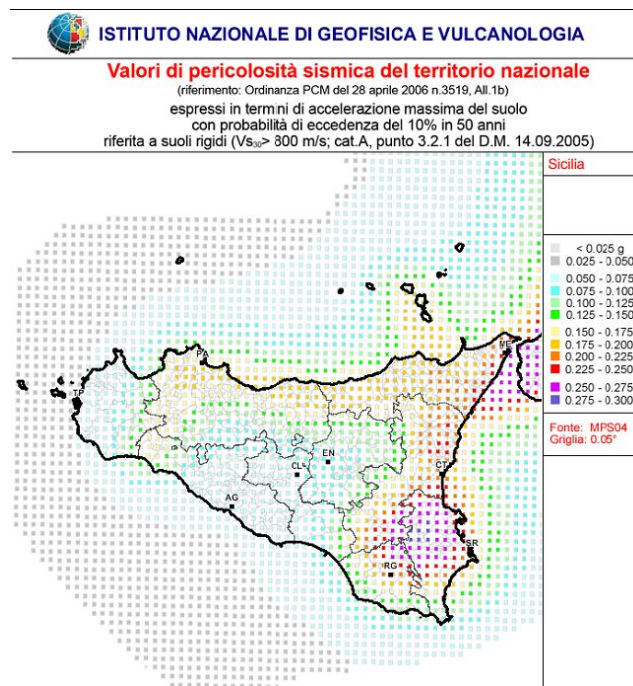 ISTITUTO NAZIONALE DI GEOFISICA E VULCANOLOGIA
Valori di pericolosità sismica del territorio nazionale
(riferimento: Ordinanza PCM del 28 aprile 2006 n.3519, All.1b)
espressi in termini di accelerazione massima del suolo
con probabilità di eccedenza del 10% in 50 anni
riferita a suoli rigidi (Vs30> 800 m/s; cat.A, punto 3.2.1 del D.M. 14.09.2005)
Sicilia
< 0.025 g
0.025 - 0.050
0.050 - 0.075
0.075 - 0.100
0.100 - 0.125
0.125 - 0.150
0.150 - 0.175
0.175 - 0.200
0.200 - 0.225
0.225 - 0.250
0.250 - 0.275
0.275 - 0.300
Fonte: MPS04
Griglia: 0.05°
ME
PA
TP
EN
CL
CT
AG
SR
RG